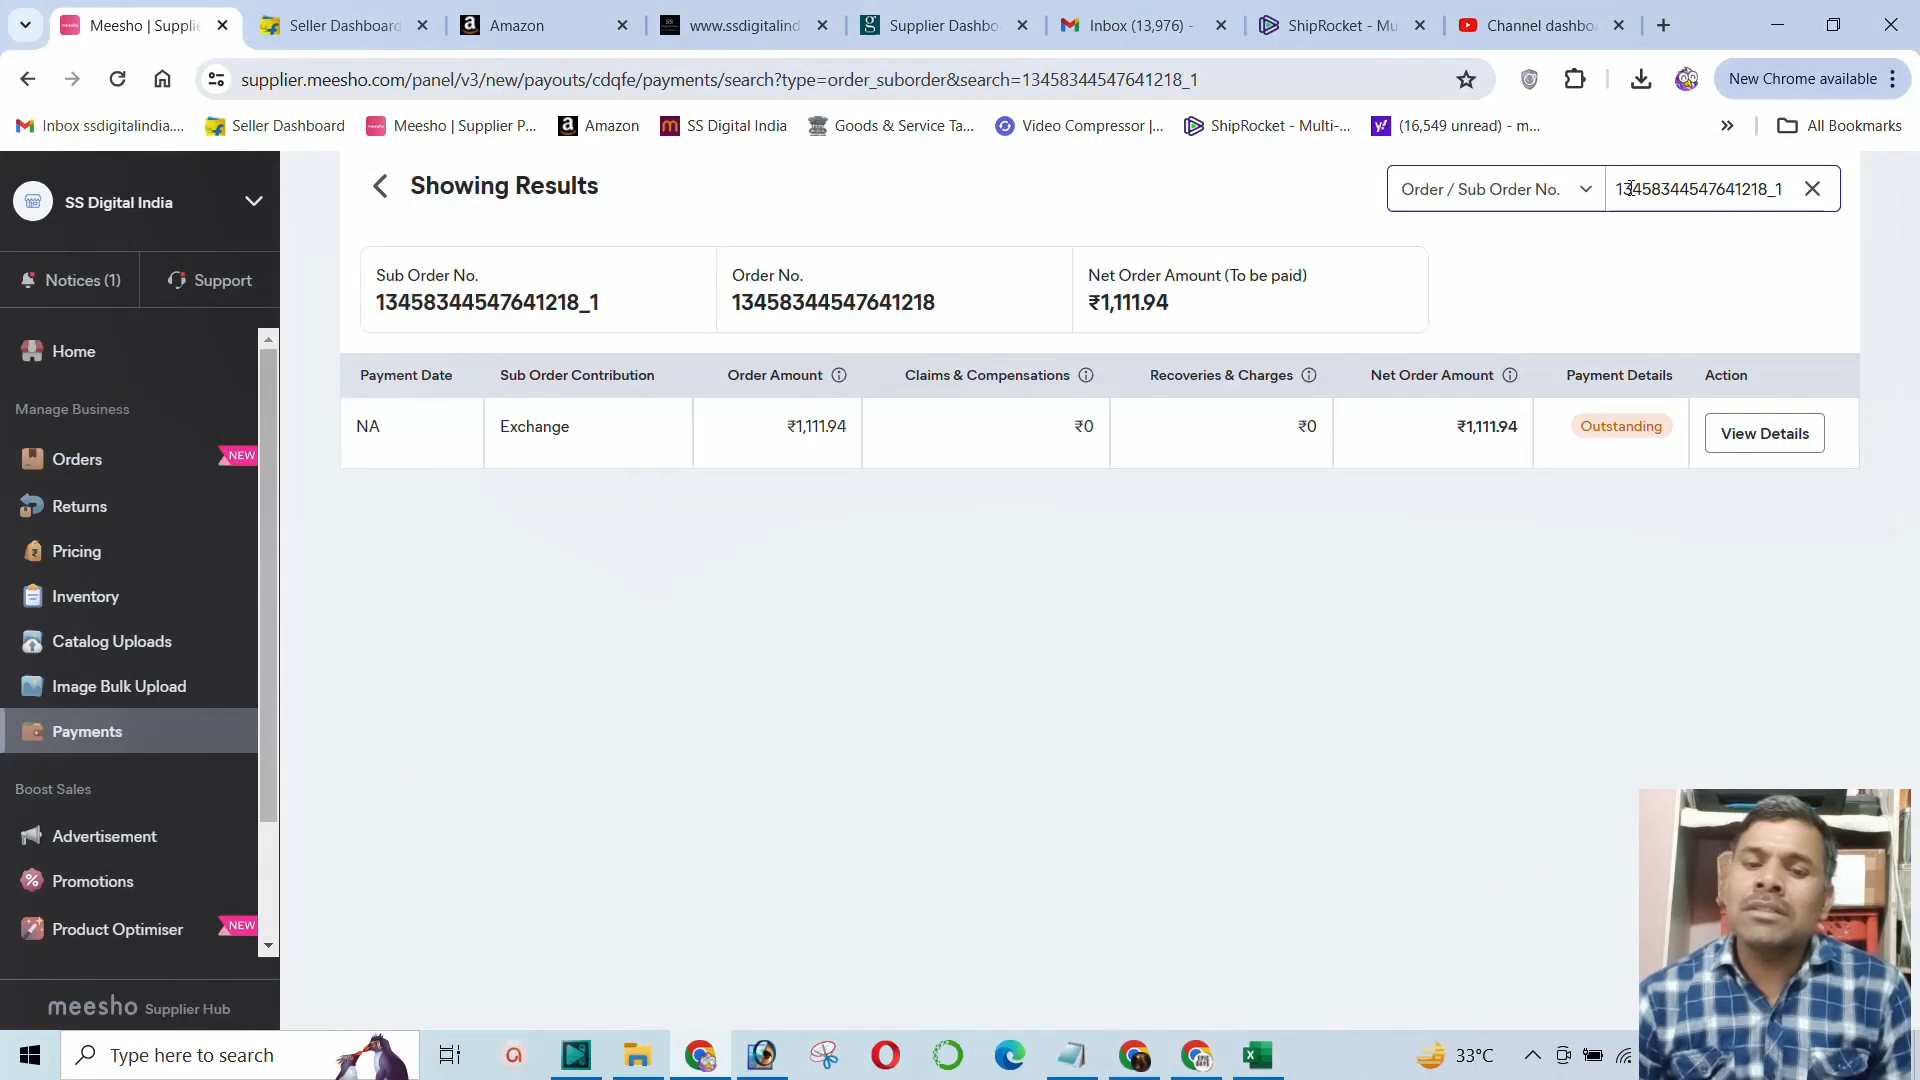 Meesho | Supplie
Seller Dashboard
Amazon
www.ssdigitalind
Supplier Dashbo
Inbox (13,976) -
ShipRocket - Mu
Channel dashbo
supplier.meesho.com/panel/v3/new/payouts/cdqfe/payments/search?type=order_suborder&search=13458344547641218_1
New Chrome available
Inbox ssdigitalindia....
Seller Dashboard
Meesho | Supplier P...
Amazon
SS Digital India
Goods & Service Ta...
Video Compressor |...
ShipRocket - Multi-...
(16,549 unread) - m...
All Bookmarks
SS Digital India
Notices (1)
Support
Home
Manage Business
Orders
NEW
Returns
Pricing
Inventory
Catalog Uploads
Image Bulk Upload
Payments
Boost Sales
Advertisement
Promotions
Product Optimiser
NEW
meesho Supplier Hub
Showing Results
Order / Sub Order No.
13458344547641218_1
Sub Order No.
13458344547641218_1
Order No.
13458344547641218
Net Order Amount (To be paid)
₹1,111.94
Payment Date
Sub Order Contribution
Order Amount
Claims & Compensations
Recoveries & Charges
Net Order Amount
Payment Details
Action
NA
Exchange
₹1,111.94
₹0
₹0
₹1,111.94
Outstanding
View Details
Type here to search
33°C